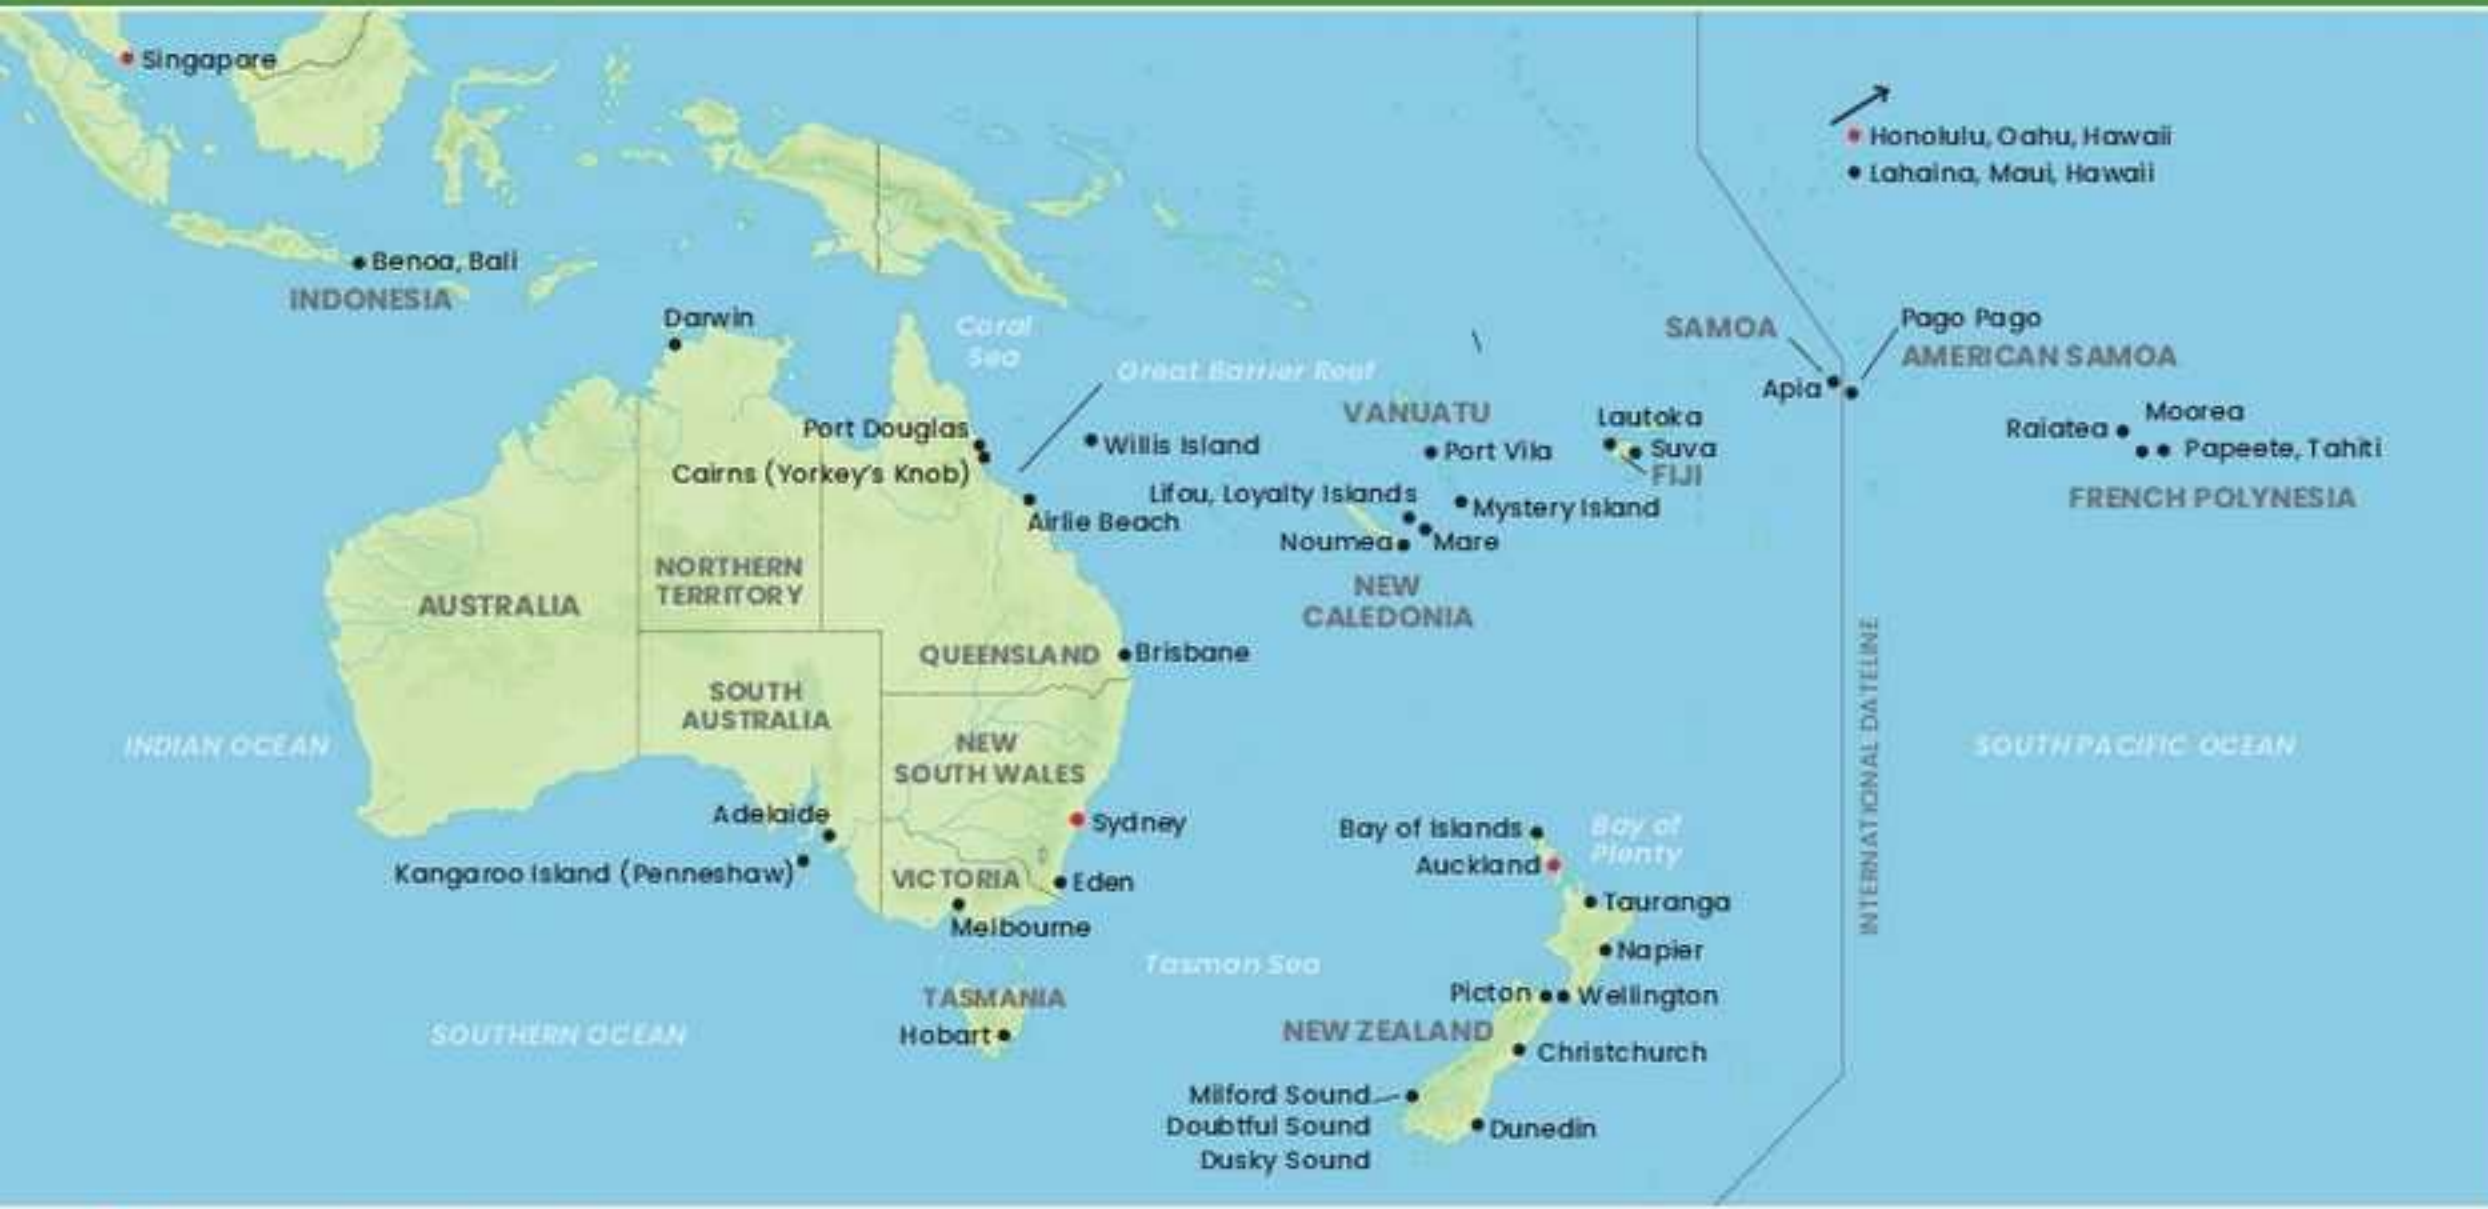 Singapore
Honolulu, Oahu, Hawaii
Lahaina, Maui, Hawaii
Benoa, Bali
INDONESIA
Darwin
Coral
Sea
Great Barrier Reef
SAMOA
Pago Pago
AMERICAN SAMOA
Apia
Port Douglas
Cairns (Yorkey's Knob)
Willis Island
Airlie Beach
VANUATU
Port Vila
Lautoka
Suva
FIJI
Raiatea
Moorea
Papeete, Tahiti
FRENCH POLYNESIA
Lifou, Loyalty Islands
Mystery Island
Noumea
Mare
NEW
CALEDONIA
AUSTRALIA
NORTHERN
TERRITORY
QUEENSLAND
Brisbane
SOUTH
AUSTRALIA
NEW
SOUTH WALES
INDIAN OCEAN
SOUTH PACIFIC OCEAN
INTERNATIONAL DATELINE
Adelaide
Kangaroo Island (Penneshaw)
Sydney
VICTORIA
Eden
Melbourne
Bay of Islands
Auckland
Bay of
Plenty
Tauranga
Napier
Tasman Sea
Picton
Wellington
TASMANIA
Hobart
SOUTHERN OCEAN
NEW ZEALAND
Christchurch
Milford Sound
Doubtful Sound
Dusky Sound
Dunedin